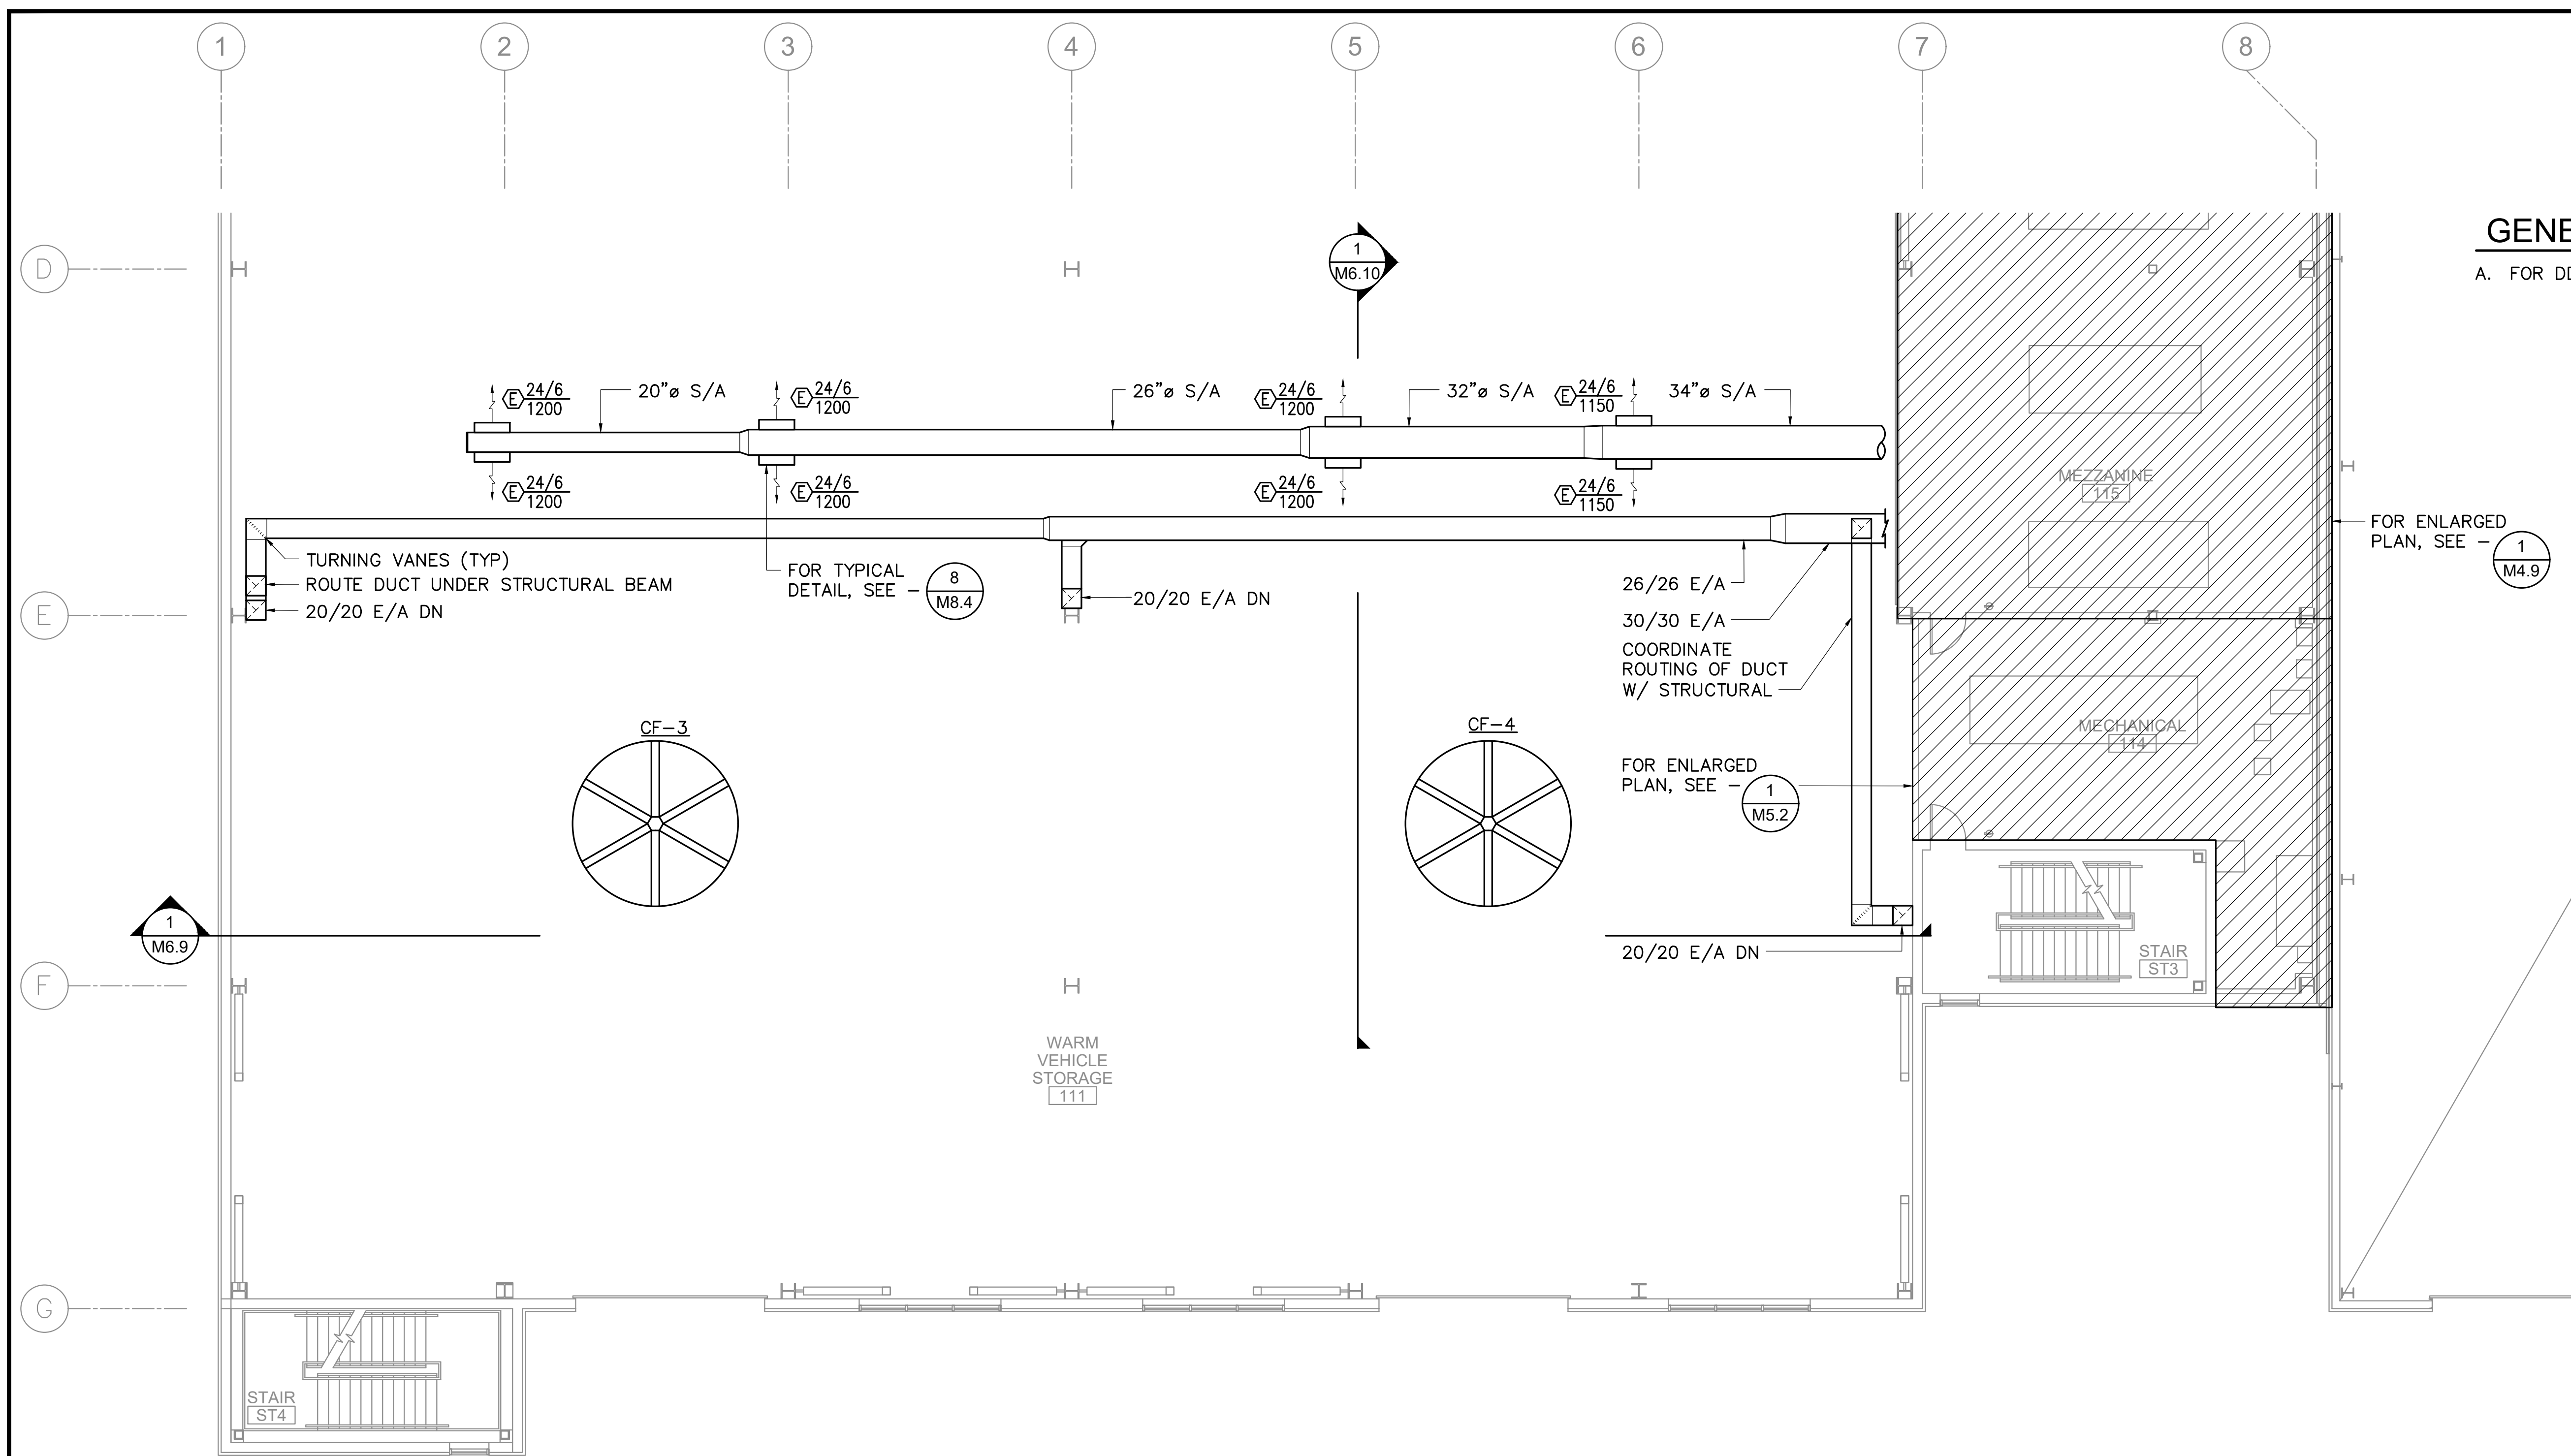 1
2
3
4
5
6
7
8
D
E
F
G
GENE
A. FOR DD
1
M6.10
E 24/6
1200
20"ø S/A
E 24/6
1200
26"ø S/A
E 24/6
1200
32"ø S/A
E 24/6
1150
34"ø S/A
E 24/6
1200
E 24/6
1200
E 24/6
1200
E 24/6
1150
MEZZANINE
115
FOR ENLARGED
PLAN, SEE –
1
M4.9
TURNING VANES (TYP)
ROUTE DUCT UNDER STRUCTURAL BEAM
20/20 E/A DN
FOR TYPICAL
DETAIL, SEE –
8
M8.4
20/20 E/A DN
26/26 E/A
30/30 E/A
COORDINATE
ROUTING OF DUCT
W/ STRUCTURAL
CF–3
CF–4
MECHANICAL
114
FOR ENLARGED
PLAN, SEE –
1
M5.2
1
M6.9
20/20 E/A DN
STAIR
ST3
WARM
VEHICLE
STORAGE
111
STAIR
ST4